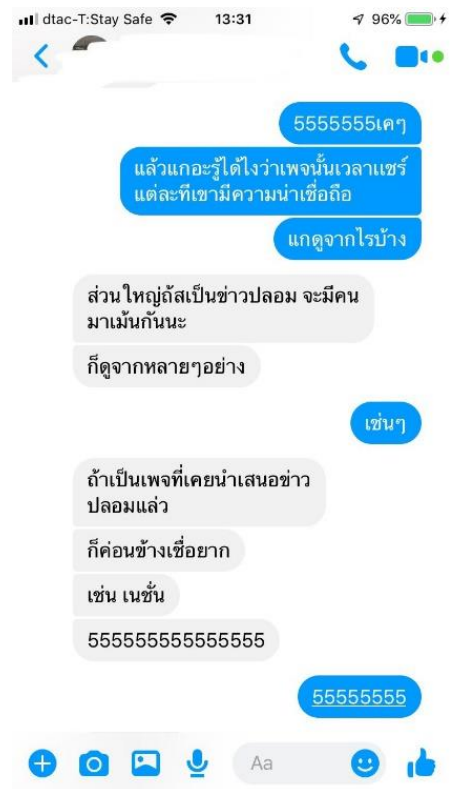 dtac-T:Stay Safe 13:31 96%
5555555เคๆ
แล้วแกอะรู้ได้ไงว่าเพจนั้นเวลาแชร์
แต่ละทีเขามีความน่าเชื่อถือ
แกดูจากไรบ้าง
ส่วนใหญ่ถ้สเป็นข่าวปลอม จะมีคน
มาเม้นกันนะ
ก็ดูจากหลายๆอย่าง
เช่นๆ
ถ้าเป็นเพจที่เคยนำเสนอข่าว
ปลอมแล่ว
ก็ค่อนข้างเชื่อยาก
เช่น เนชั่น
555555555555555
55555555
Aa